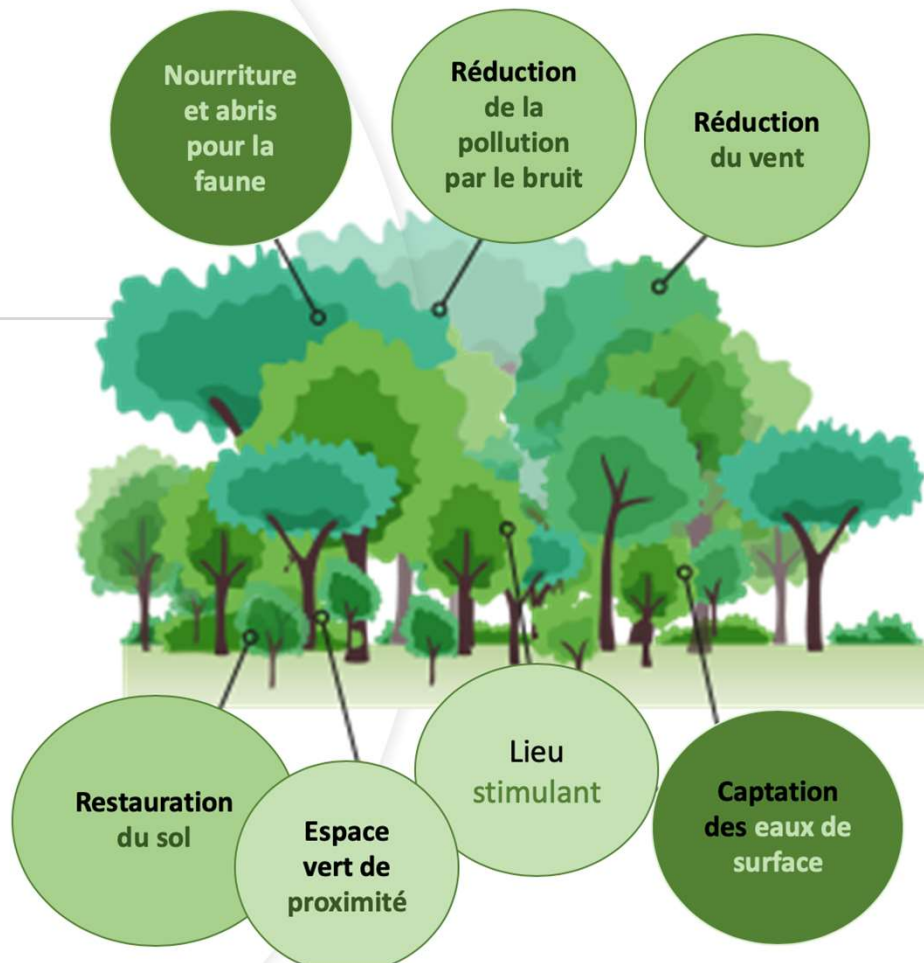 Nourriture
et abris
pour la
faune
Réduction
de la
pollution
par le bruit
Réduction
du vent
Restauration
du sol
Espace
vert de
proximité
Lieu
stimulant
Captation
des eaux de
surface